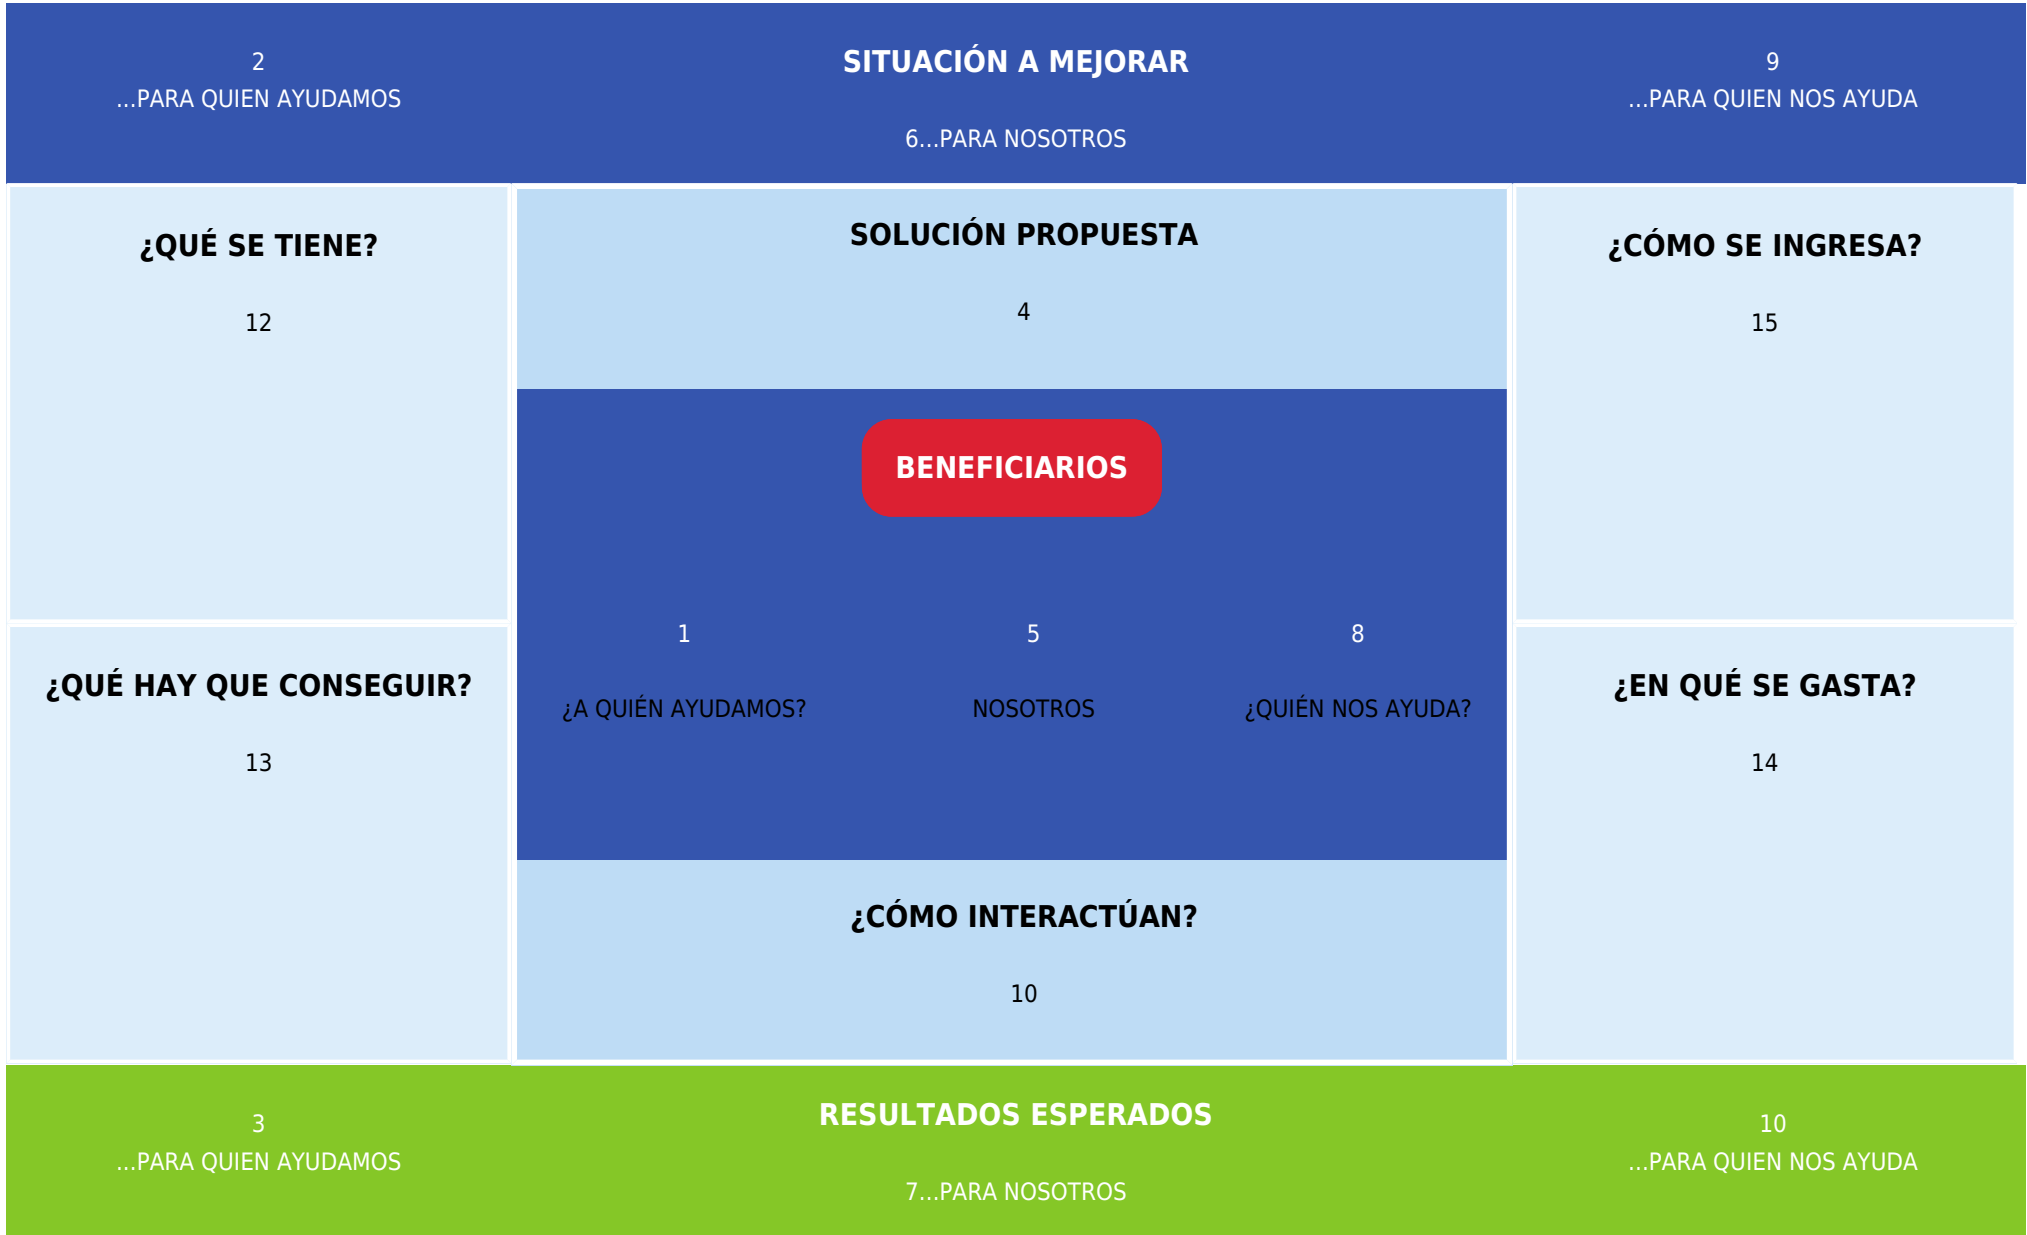 2
...PARA QUIEN AYUDAMOS
SITUACIÓN A MEJORAR
6...PARA NOSOTROS
9
...PARA QUIEN NOS AYUDA
¿QUÉ SE TIENE?
12
SOLUCIÓN PROPUESTA
4
¿CÓMO SE INGRESA?
15
BENEFICIARIOS
1
¿A QUIÉN AYUDAMOS?
5
NOSOTROS
8
¿QUIÉN NOS AYUDA?
¿QUÉ HAY QUE CONSEGUIR?
13
¿EN QUÉ SE GASTA?
14
¿CÓMO INTERACTÚAN?
10
3
...PARA QUIEN AYUDAMOS
RESULTADOS ESPERADOS
7...PARA NOSOTROS
10
...PARA QUIEN NOS AYUDA